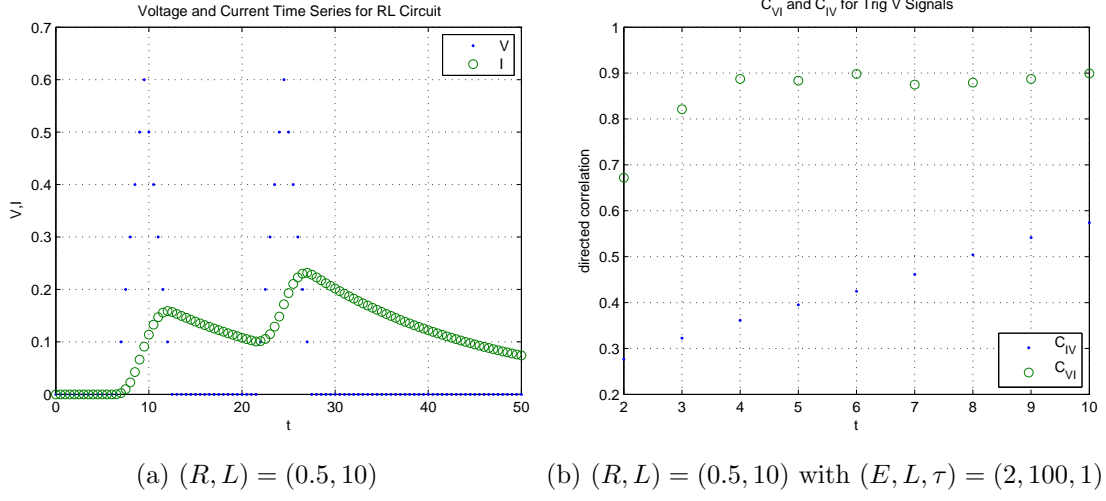 Voltage and Current Time Series for RL Circuit
0.7
0.6
0.5
0.4
0.3
0.2
0.1
0
V,I
0 10 20 30 40 50
t
V
I
(a) (R, L) = (0.5, 10)
C_VI and C_IV for Trig V Signals
1
0.9
0.8
0.7
0.6
0.5
0.4
0.3
0.2
directed correlation
2 3 4 5 6 7 8 9 10
t
C_IV
C_VI
(b) (R, L) = (0.5, 10) with (E, L, τ) = (2, 100, 1)